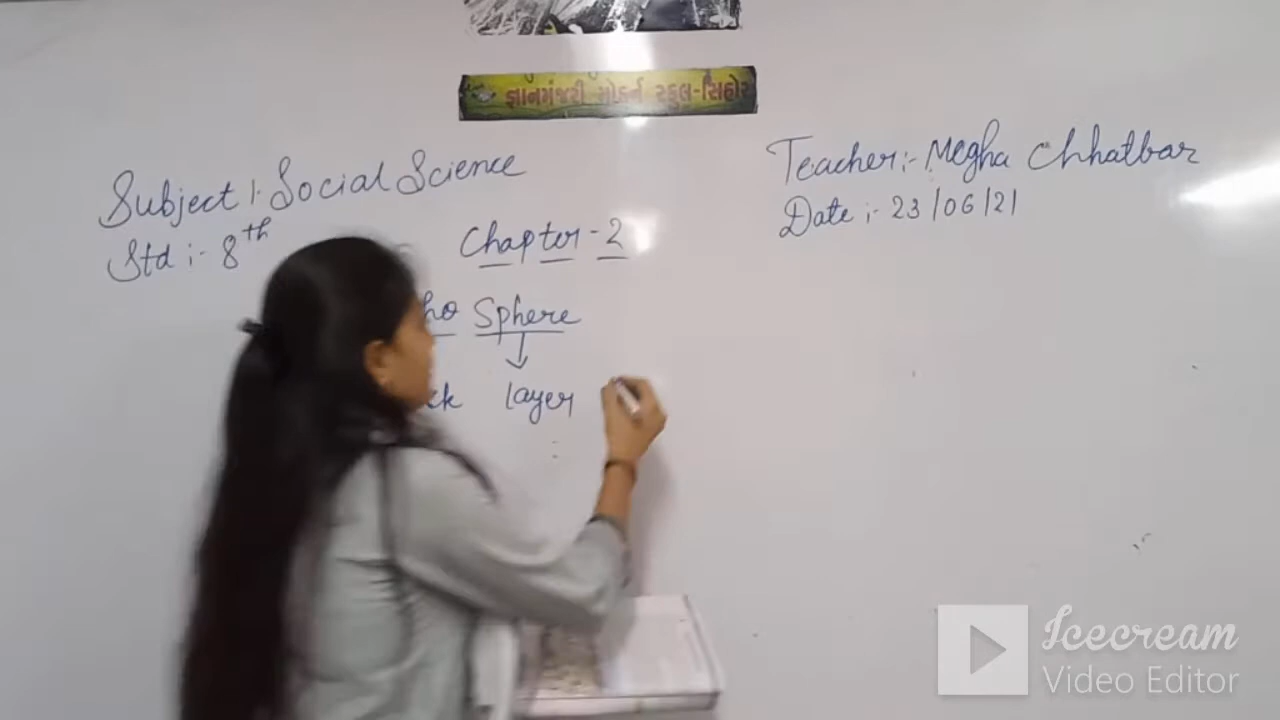 જ્ઞાનમંજરી મોડર્ન સ્કુલ-સિહોર
Subject :- Social Science
Std :- 8th
Teacher :- Megha Chhatbar
Date :- 23/06/21
Chapter-2
ho Sphere
ck layer
Icecream
Video Editor